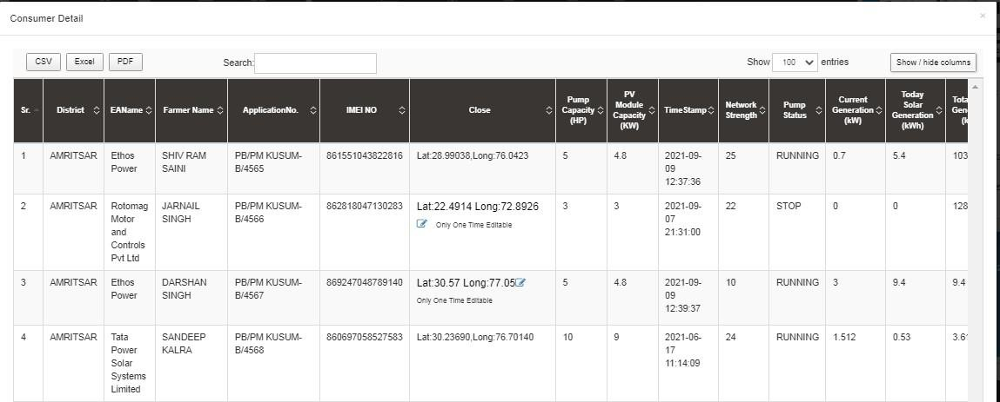 Consumer Detail
×
CSV Excel PDF Search: Show 100 entries Show / hide columns
Sr. District EAName Farmer Name ApplicationNo. IMEI NO Close Pump Capacity (HP) PV Module Capacity (KW) TimeStamp Network Strength Pump Status Current Generation (kW) Today Solar Generation (kWh)
1 AMRITSAR Ethos Power SHIV RAM SAINI PB/PM KUSUM-B/4565 861551043822816 Lat:28.99038,Long:76.0423 5 4.8 2021-09-09 12:37:36 25 RUNNING 0.7 5.4 103
2 AMRITSAR Rotomag Motor and Controls Pvt Ltd JARNAIL SINGH PB/PM KUSUM-B/4566 862818047130283 Lat:22.4914 Long:72.8926 Only One Time Editable 3 3 2021-09-07 21:31:00 22 STOP 0 0 128
3 AMRITSAR Ethos Power DARSHAN SINGH PB/PM KUSUM-B/4567 869247048789140 Lat:30.57 Long:77.05 Only One Time Editable 5 4.8 2021-09-09 12:39:37 10 RUNNING 3 9.4 9.4
4 AMRITSAR Tata Power Solar Systems Limited SANDEEP KALRA PB/PM KUSUM-B/4568 860697058527583 Lat:30.23690,Long:76.70140 10 9 2021-06-17 11:14:09 24 RUNNING 1.512 0.53